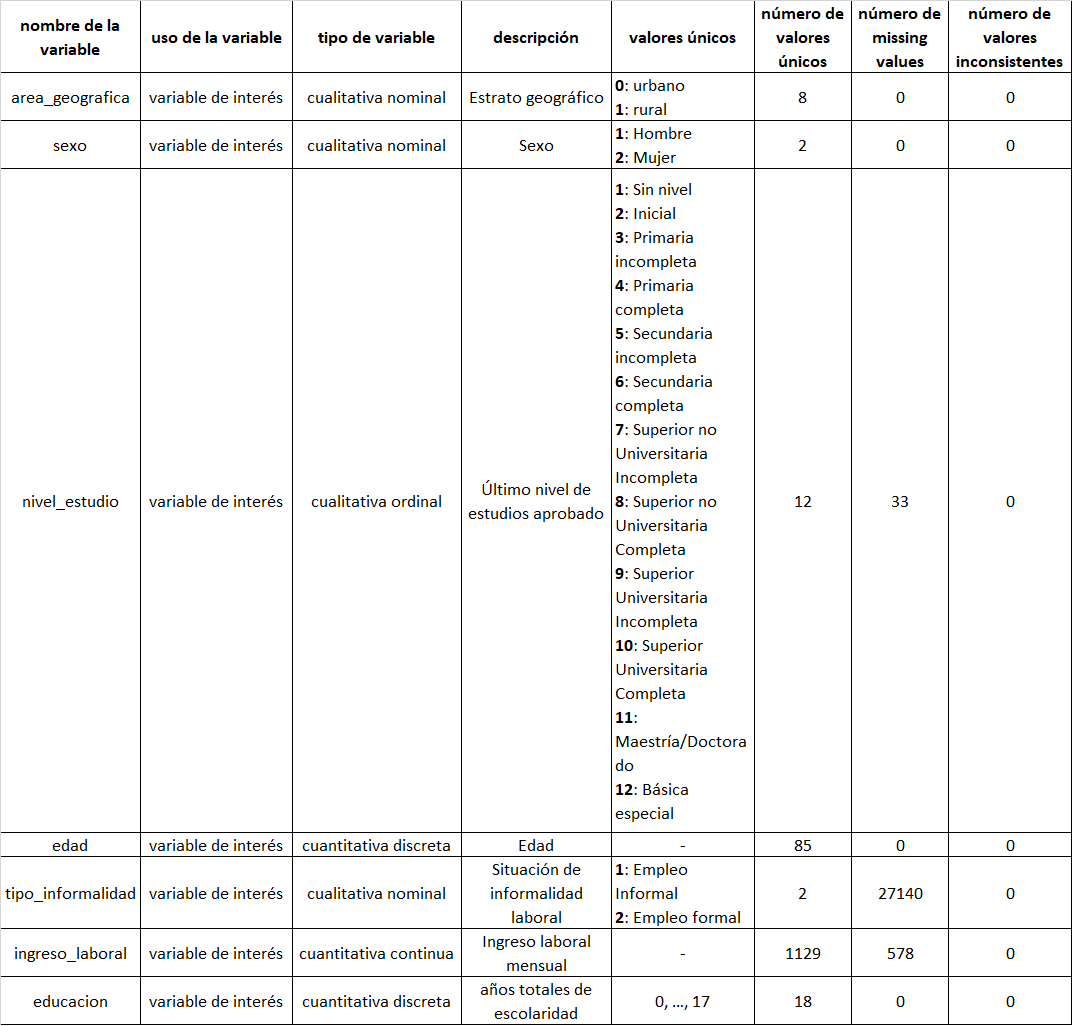 nombre de la variable | uso de la variable | tipo de variable | descripción | valores únicos | número de valores únicos | número de missing values | número de valores inconsistentes
area_geografica | variable de interés | cualitativa nominal | Estrato geográfico | 0: urbano
1: rural | 8 | 0 | 0
sexo | variable de interés | cualitativa nominal | Sexo | 1: Hombre
2: Mujer | 2 | 0 | 0
nivel_estudio | variable de interés | cualitativa ordinal | Último nivel de estudios aprobado | 1: Sin nivel
2: Inicial
3: Primaria
incompleta
4: Primaria
completa
5: Secundaria
incompleta
6: Secundaria
completa
7: Superior no
Universitaria
Incompleta
8: Superior no
Universitaria
Completa
9: Superior
Universitaria
Incompleta
10: Superior
Universitaria
Completa
11:
Maestría/Doctora
do
12: Básica
especial | 12 | 33 | 0
edad | variable de interés | cuantitativa discreta | Edad | - | 85 | 0 | 0
tipo_informalidad | variable de interés | cualitativa nominal | Situación de informalidad laboral | 1: Empleo
Informal
2: Empleo formal | 2 | 27140 | 0
ingreso_laboral | variable de interés | cuantitativa continua | Ingreso laboral mensual | - | 1129 | 578 | 0
educacion | variable de interés | cuantitativa discreta | años totales de escolaridad | 0, ..., 17 | 18 | 0 | 0